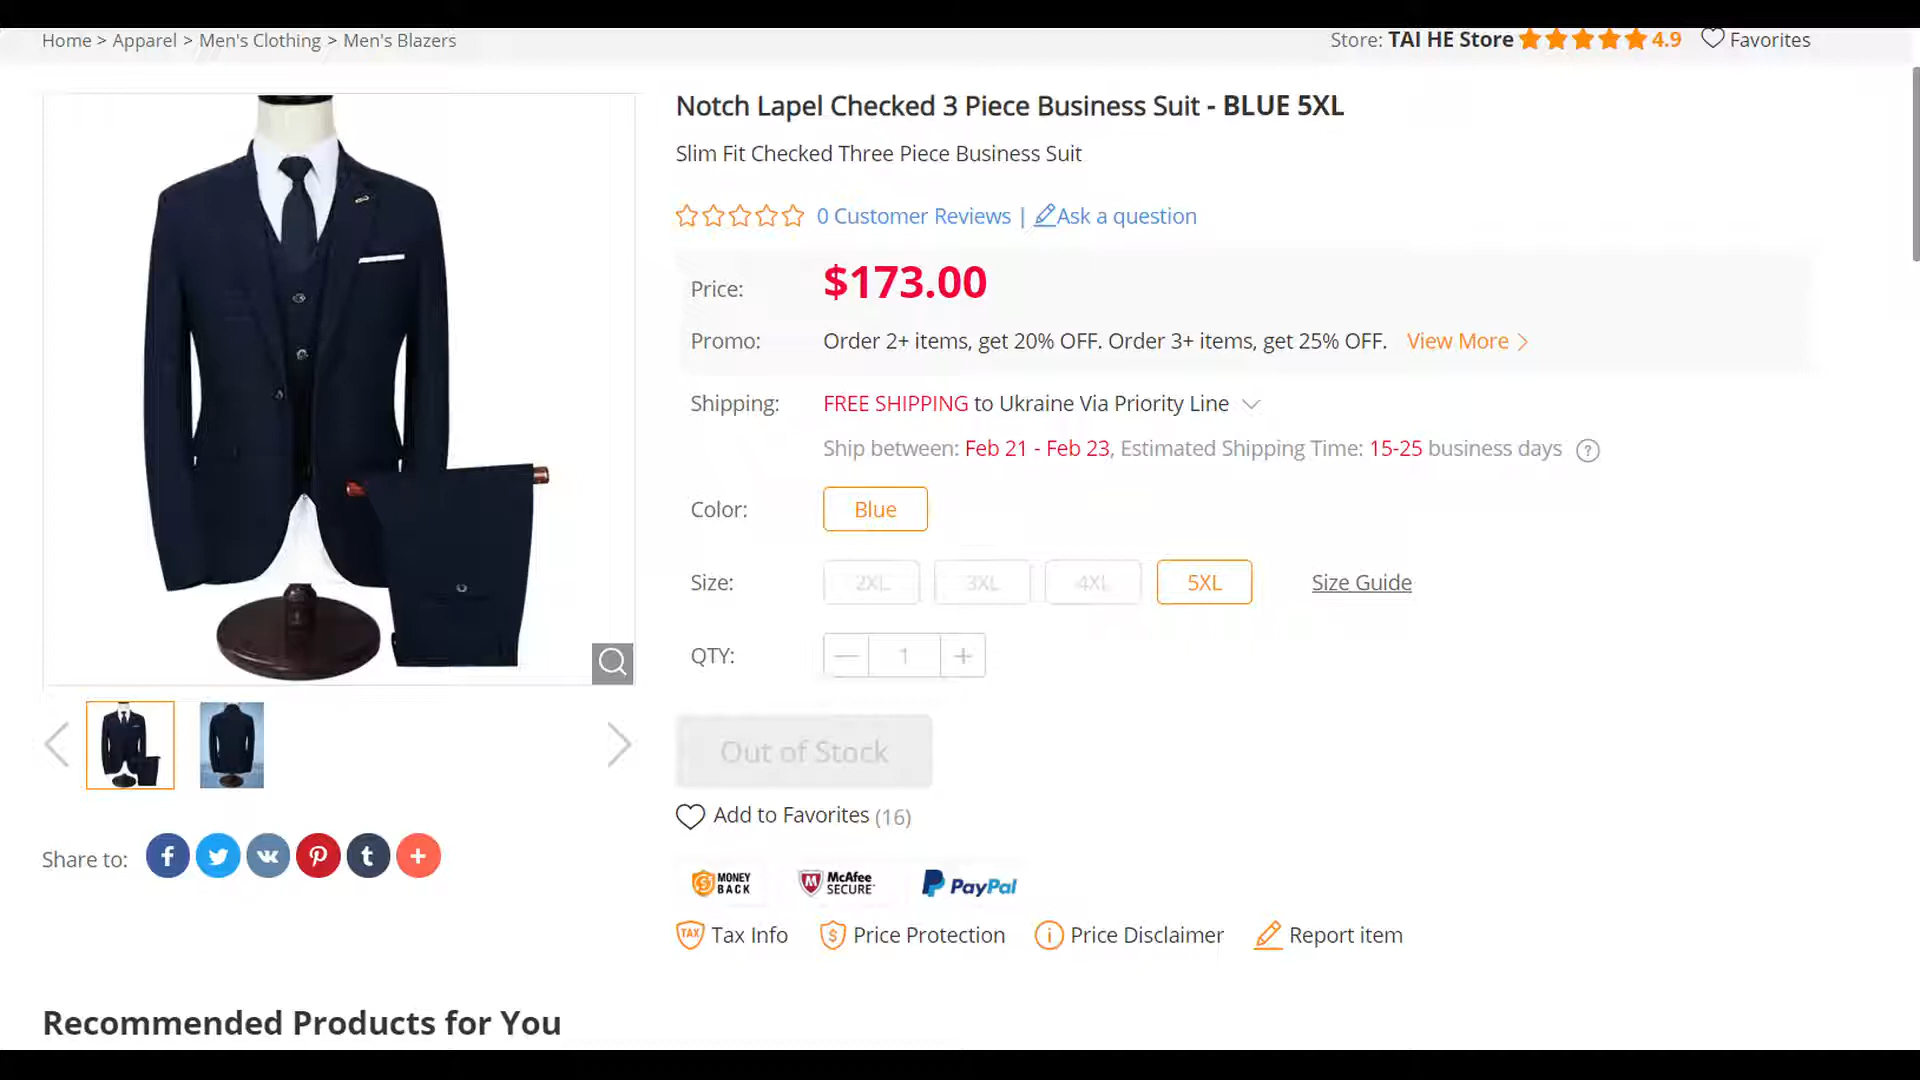 Home > Apparel > Men's Clothing > Men's Blazers
Store: TAI HE Store 4.9 Favorites
Notch Lapel Checked 3 Piece Business Suit - BLUE 5XL
Slim Fit Checked Three Piece Business Suit
0 Customer Reviews | Ask a question
Price: $173.00
Promo: Order 2+ items, get 20% OFF. Order 3+ items, get 25% OFF. View More >
Shipping: FREE SHIPPING to Ukraine Via Priority Line
Ship between: Feb 21 - Feb 23, Estimated Shipping Time: 15-25 business days ?
Color: Blue
Size: 2XL 3XL 4XL 5XL Size Guide
QTY: — 1 +
Out of Stock
Add to Favorites (16)
Share to: f t +
MONEY BACK McAfee SECURE PayPal
TAX Tax Info $ Price Protection i Price Disclaimer Report item
Recommended Products for You